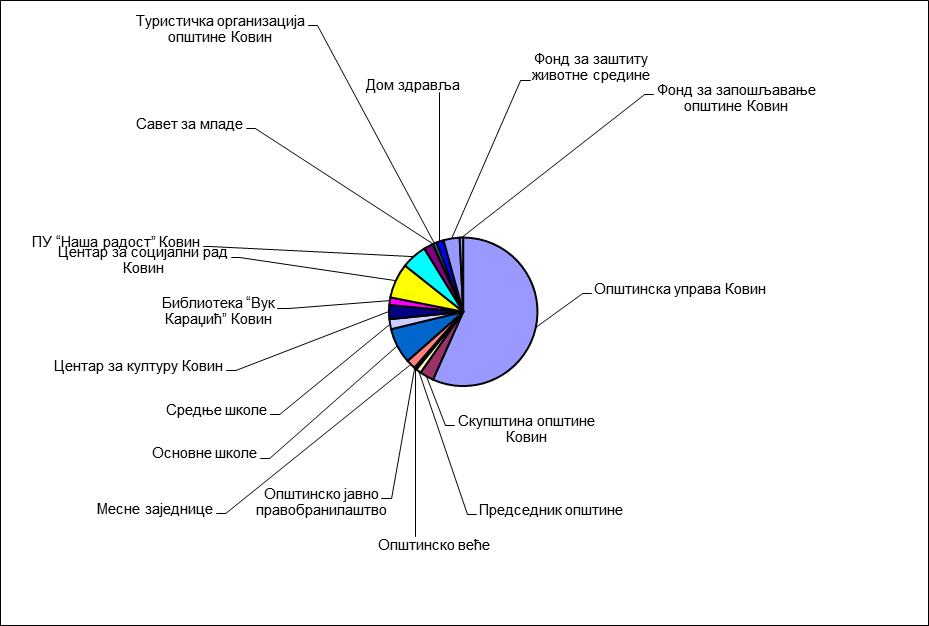 Туристичка организација
општине Ковин
Фонд за заштиту
животне средине
Дом здравља
Фонд за запошљавање
општине Ковин
Савет за младе
ПУ “Наша радост” Ковин
Центар за социјални рад
Ковин
Општинска управа Ковин
Библиотека “Вук
Караџић” Ковин
Центар за културу Ковин
Средње школе
Скупштина општине
Ковин
Основне школе
Општинско јавно
правобранилаштво
Месне заједнице
Председник општине
Општинско веће